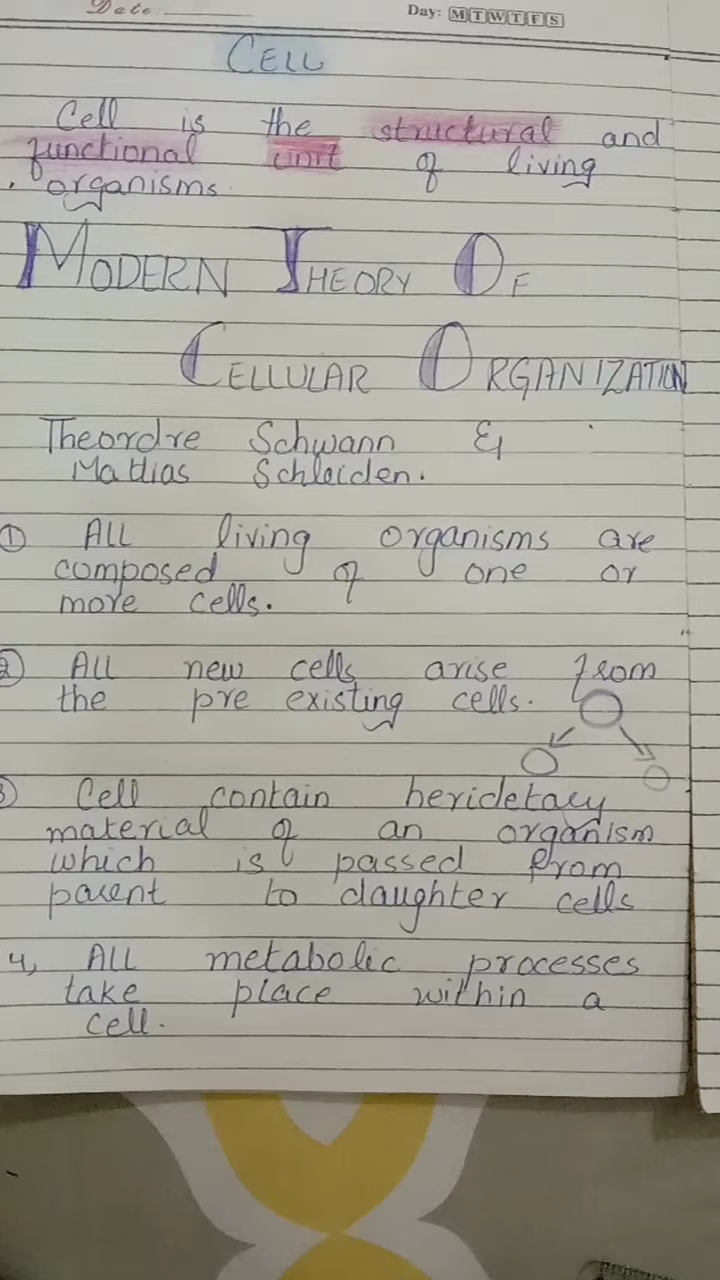 Date
Day: M T W T F S
CELL
Cell is the structural and
functional unit of living
organisms.
MODERN THEORY OF
CELLULAR ORGANIZATION
Theordre Schwann &
Mattias Schleiden.
① All living organisms are
composed of one or
more cells.
② All new cells arise from
the pre existing cells.
3) Cell contain heridetacy
material of an organism
which is passed from
parent to daughter cells
4, All metabolic processes
take place within a
cell.